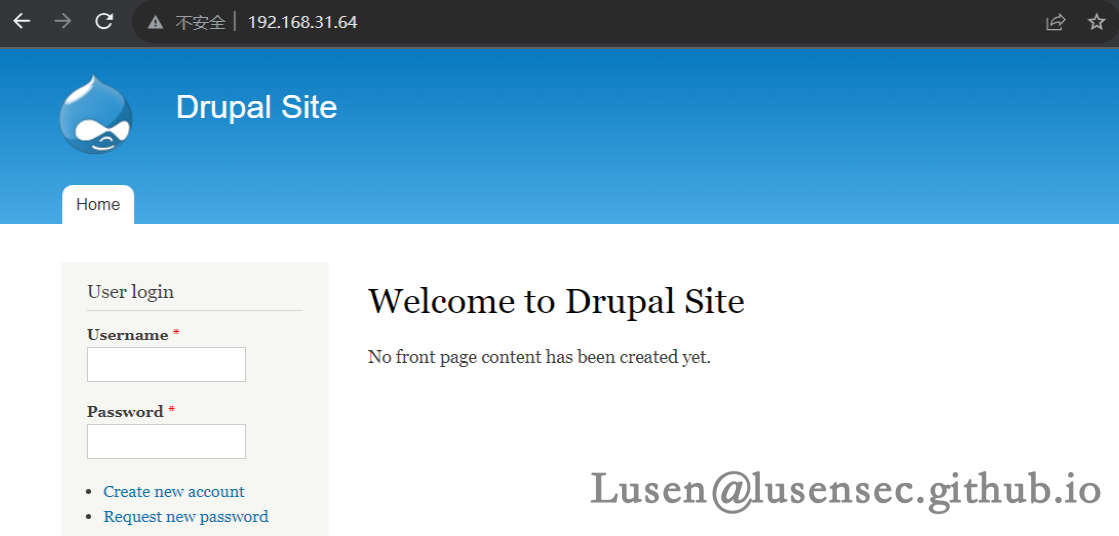 不安全 | 192.168.31.64
Drupal Site
Home
User login
Username *
Password *
Create new account
Request new password
Welcome to Drupal Site
No front page content has been created yet.
Lusen@lusensec.github.io